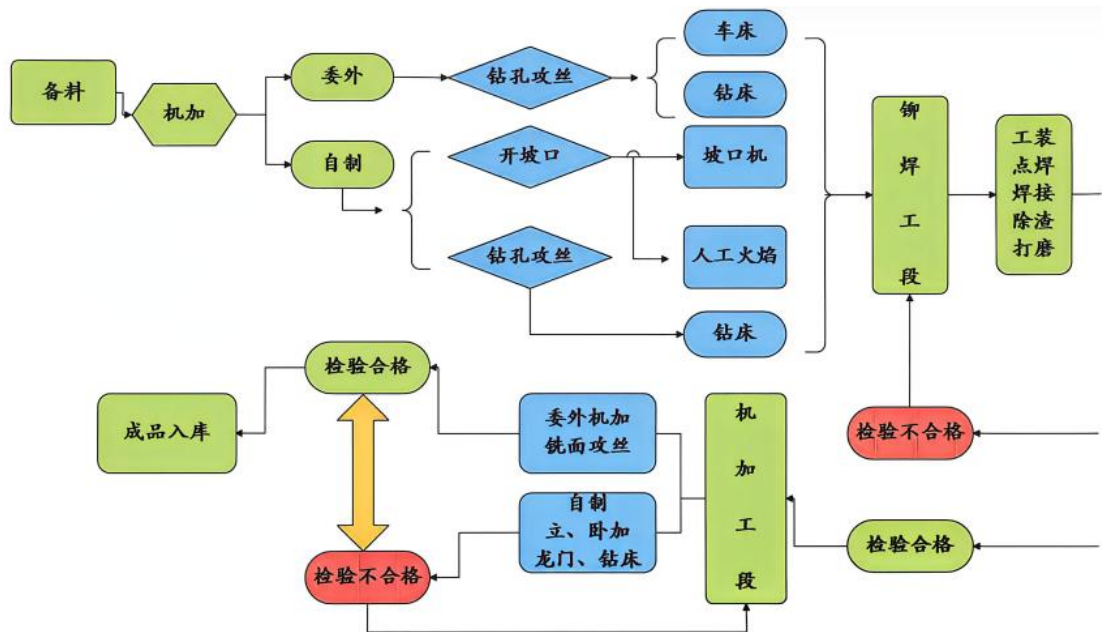 备料
机加
委外
自制
钻孔攻丝
开坡口
钻孔攻丝
车床
钻床
坡口机
人工火焰
钻床
铆焊工段
工装
点焊
焊接
除渣
打磨
检验不合格
检验合格
机加工段
委外机加
铣面攻丝
自制
立、卧加
龙门、钻床
检验合格
检验不合格
成品入库